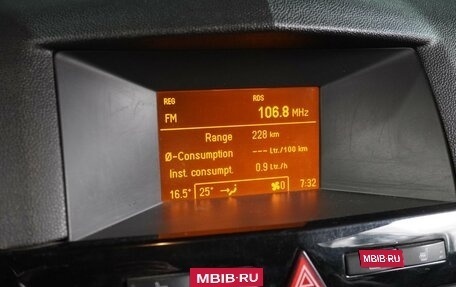 REG RDS
FM 106.8 MHz
Range 228 km
Ø-Consumption --- Ltr./100 km
Inst. consumpt. 0.9 Ltr./h
16.5° 25° 0 7:32
MBIB·RU
MBIB·RU